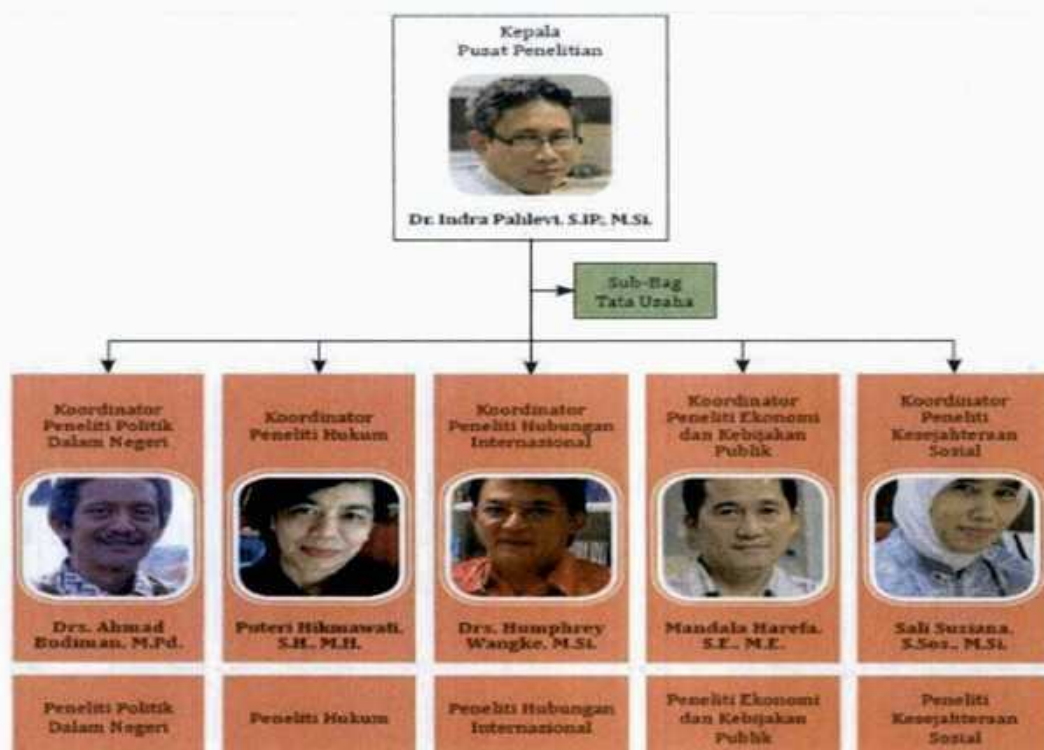 Kepala
Pusat Penelitian
Dr. Indra Pahlevi, S.IP., M.Si.
Sub-Bag
Tata Usaha
Koordinator
Peneliti Politik
Dalam Negeri
Koordinator
Peneliti Hukum
Koordinator
Peneliti Hubungan
Internasional
Koordinator
Peneliti Ekonomi
dan Kebijakan
Publik
Koordinator
Peneliti
Kesejahteraan
Sosial
Drs. Ahmad
Budiman, M.Pd.
Puteri Hikmawati,
S.H., M.H.
Drs. Humphrey
Wangke, M.Si.
Mandala Harefa,
S.E., M.E.
Sali Susiana,
S.Sos., M.Si.
Peneliti Politik
Dalam Negeri
Peneliti Hukum
Peneliti Hubungan
Internasional
Peneliti Ekonomi
dan Kebijakan
Publik
Peneliti
Kesejahteraan
Sosial